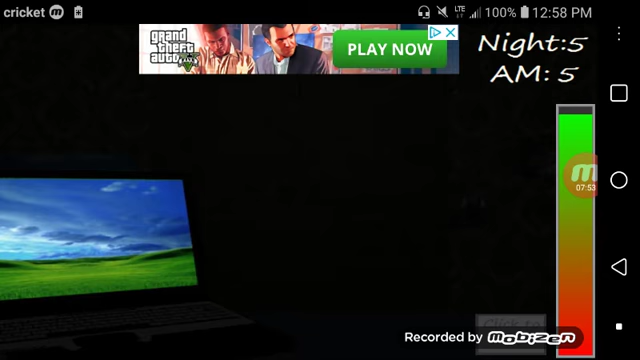 cricket
LTE
100%
12:58 PM
grand
theft
auto
V
PLAY NOW
Night:5
AM: 5
07:53
Recorded by mobizen